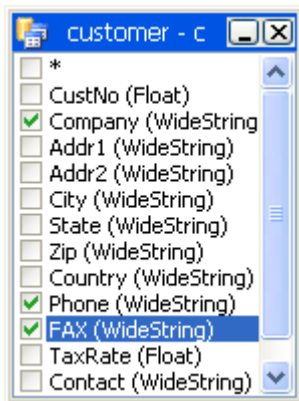 customer - c
*
CustNo (Float)
Company (WideString
Addr1 (WideString)
Addr2 (WideString)
City (WideString)
State (WideString)
Zip (WideString)
Country (WideString)
Phone (WideString)
FAX (WideString)
TaxRate (Float)
Contact (WideString)